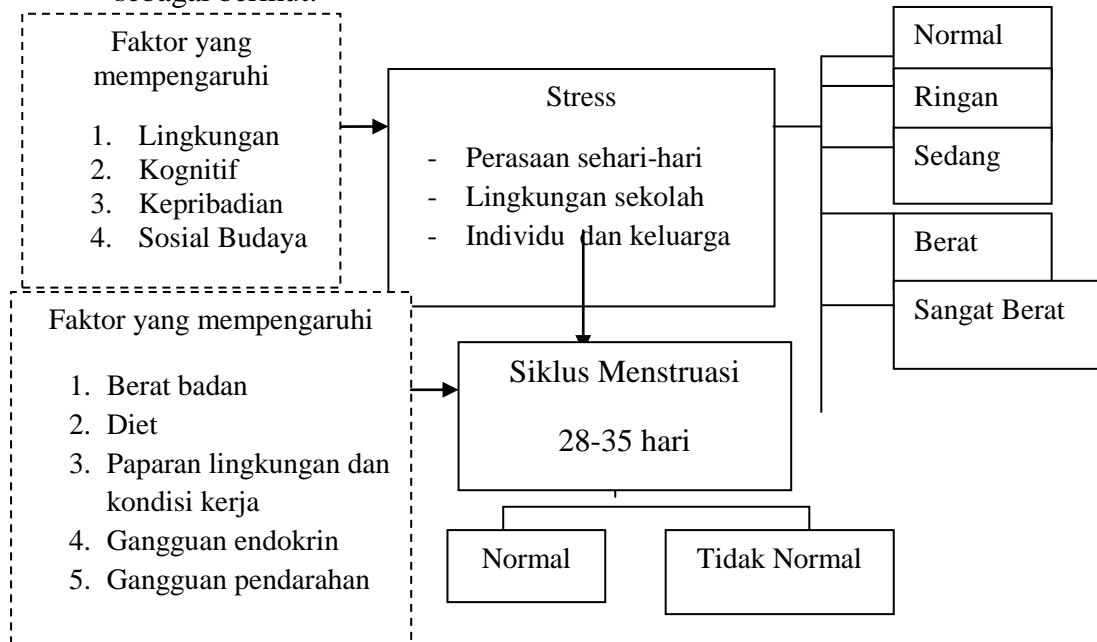 sebagai berikut:
Faktor yang
mempengaruhi
1. Lingkungan
2. Kognitif
3. Kepribadian
4. Sosial Budaya
Stress
- Perasaan sehari-hari
- Lingkungan sekolah
- Individu dan keluarga
Normal
Ringan
Sedang
Berat
Sangat Berat
Faktor yang mempengaruhi
1. Berat badan
2. Diet
3. Paparan lingkungan dan
kondisi kerja
4. Gangguan endokrin
5. Gangguan pendarahan
Siklus Menstruasi
28-35 hari
Normal
Tidak Normal